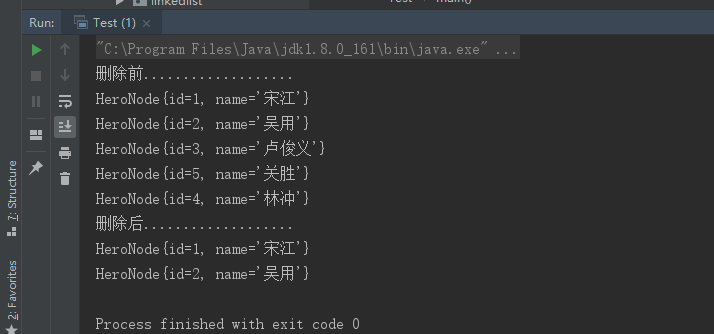 linkedlist
Test
main()
Run: Test (1) ×
"C:\Program Files\Java\jdk1.8.0_161\bin\java.exe" ...
删除前...................
HeroNode{id=1, name='宋江'}
HeroNode{id=2, name='吴用'}
HeroNode{id=3, name='卢俊义'}
HeroNode{id=5, name='关胜'}
HeroNode{id=4, name='林冲'}
删除后...................
HeroNode{id=1, name='宋江'}
HeroNode{id=2, name='吴用'}
Process finished with exit code 0
7: Structure
2: Favorites